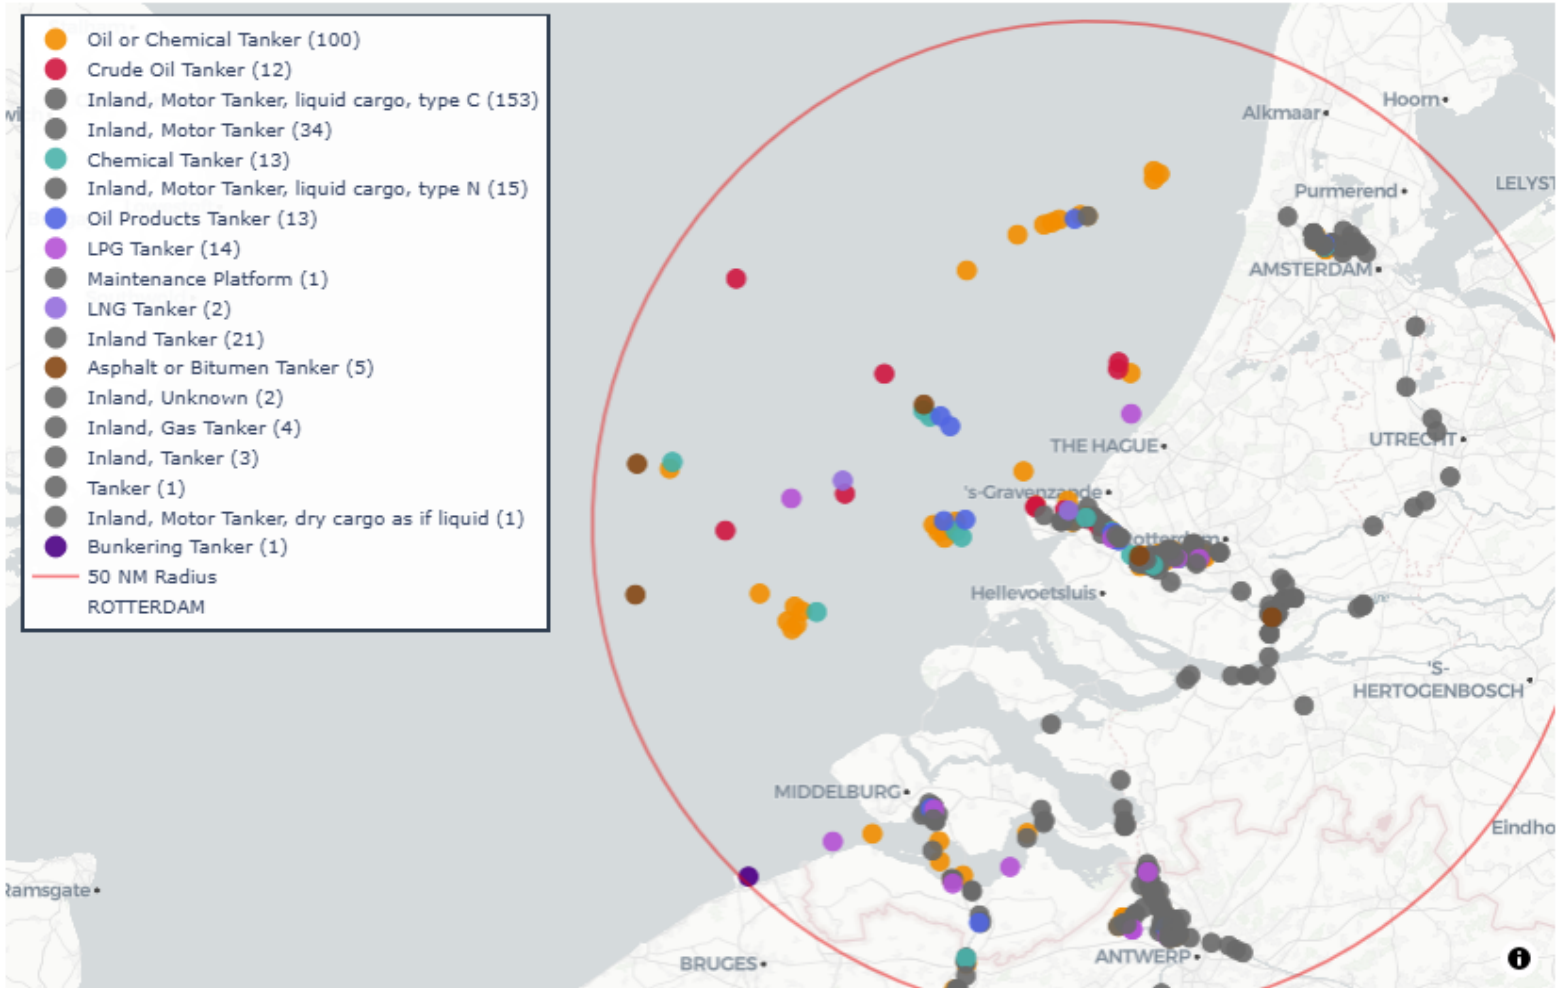 Oil or Chemical Tanker (100)
Crude Oil Tanker (12)
Inland, Motor Tanker, liquid cargo, type C (153)
Inland, Motor Tanker (34)
Chemical Tanker (13)
Inland, Motor Tanker, liquid cargo, type N (15)
Oil Products Tanker (13)
LPG Tanker (14)
Maintenance Platform (1)
LNG Tanker (2)
Inland Tanker (21)
Asphalt or Bitumen Tanker (5)
Inland, Unknown (2)
Inland, Gas Tanker (4)
Inland, Tanker (3)
Tanker (1)
Inland, Motor Tanker, dry cargo as if liquid (1)
Bunkering Tanker (1)
50 NM Radius
ROTTERDAM
Hoorn
Alkmaar
LELYST
Purmerend
AMSTERDAM
UTRECHT
THE HAGUE
's-Gravenzande
otterdam
Hellevoetsluis
'S-
HERTOGENBOSCH
MIDDELBURG
Eindho
Ramsgate
ANTWERP
BRUGES